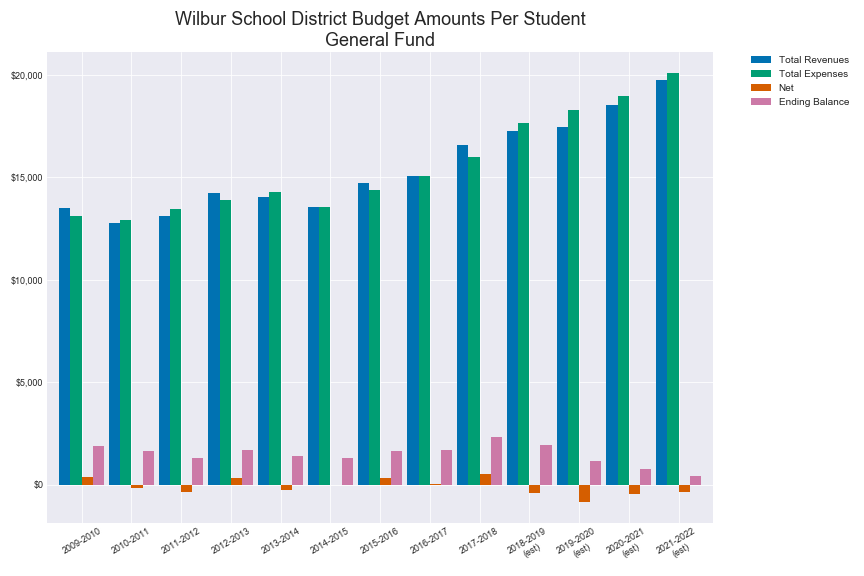 Wilbur School District Budget Amounts Per Student
General Fund
Total Revenues
Total Expenses
Net
Ending Balance
$20,000
$15,000
$10,000
$5,000
$0
2009-2010
2010-2011
2011-2012
2012-2013
2013-2014
2014-2015
2015-2016
2016-2017
2017-2018
2018-2019
(est)
2019-2020
(est)
2020-2021
(est)
2021-2022
(est)